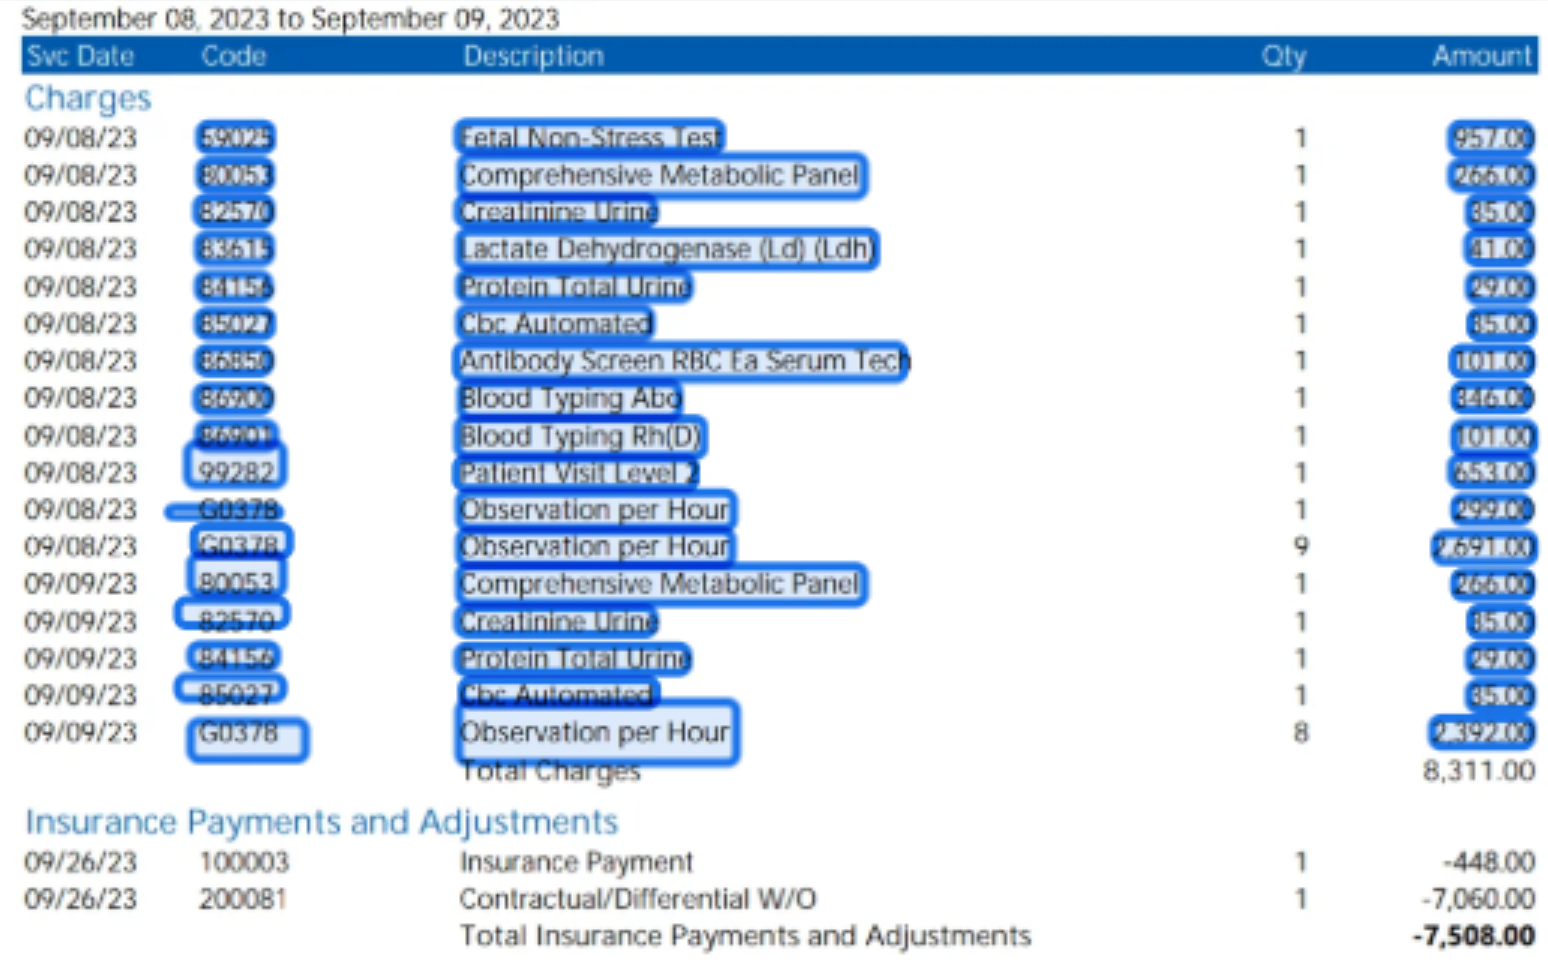 September 08, 2023 to September 09, 2023
Svc Date Code Description Qty Amount
Charges
09/08/23 59025 Fetal Non-Stress Test 1 957.00
09/08/23 80053 Comprehensive Metabolic Panel 1 266.00
09/08/23 82570 Creatinine Urine 1 35.00
09/08/23 83615 Lactate Dehydrogenase (Ld) (Ldh) 1 41.00
09/08/23 84156 Protein Total Urine 1 29.00
09/08/23 85027 Cbc Automated 1 35.00
09/08/23 86850 Antibody Screen RBC Ea Serum Tech 1 101.00
09/08/23 86900 Blood Typing Abo 1 346.00
09/08/23 86901 Blood Typing Rh(D) 1 101.00
09/08/23 99282 Patient Visit Level 2 1 653.00
09/08/23 G0378 Observation per Hour 1 299.00
09/08/23 G0378 Observation per Hour 9 2,691.00
09/09/23 80053 Comprehensive Metabolic Panel 1 266.00
09/09/23 82570 Creatinine Urine 1 35.00
09/09/23 84156 Protein Total Urine 1 29.00
09/09/23 85027 Cbc Automated 1 35.00
09/09/23 G0378 Observation per Hour 8 2,392.00
Total Charges 8,311.00
Insurance Payments and Adjustments
09/26/23 100003 Insurance Payment 1 -448.00
09/26/23 200081 Contractual/Differential W/O 1 -7,060.00
Total Insurance Payments and Adjustments -7,508.00